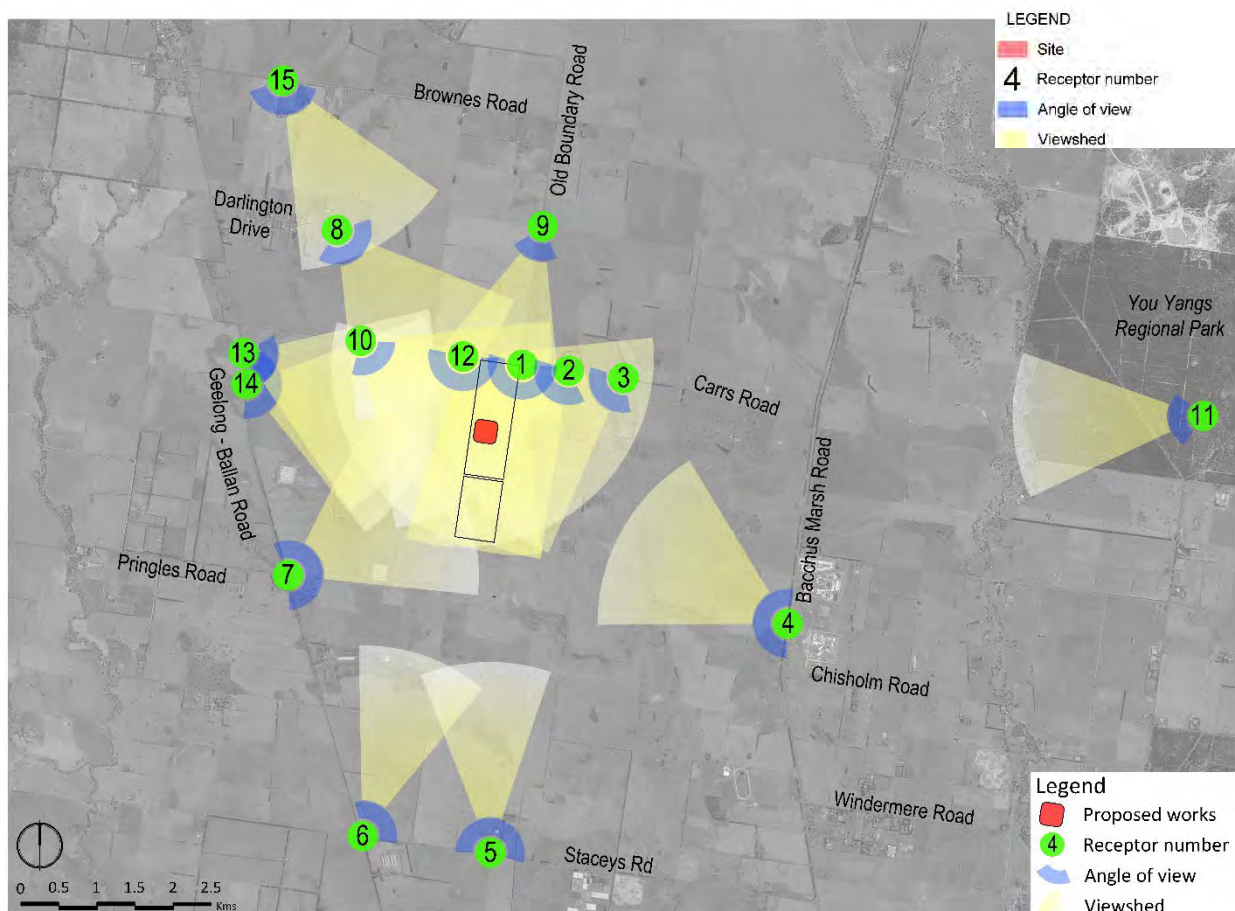 LEGEND
Site
4 Receptor number
Angle of view
Viewshed
15
Brownes Road
Old Boundary Road
Darlington
Drive
8
9
You Yangs
Regional Park
10
13
12
1
2
3
14
Carrs Road
11
Geelong - Ballan Road
Bacchus Marsh Road
Pringles Road
7
4
Chisholm Road
Windermere Road
6
5
Staceys Rd
0 0.5 1 1.5 2 2.5
Kms
Legend
Proposed works
4 Receptor number
Angle of view
Viewshed